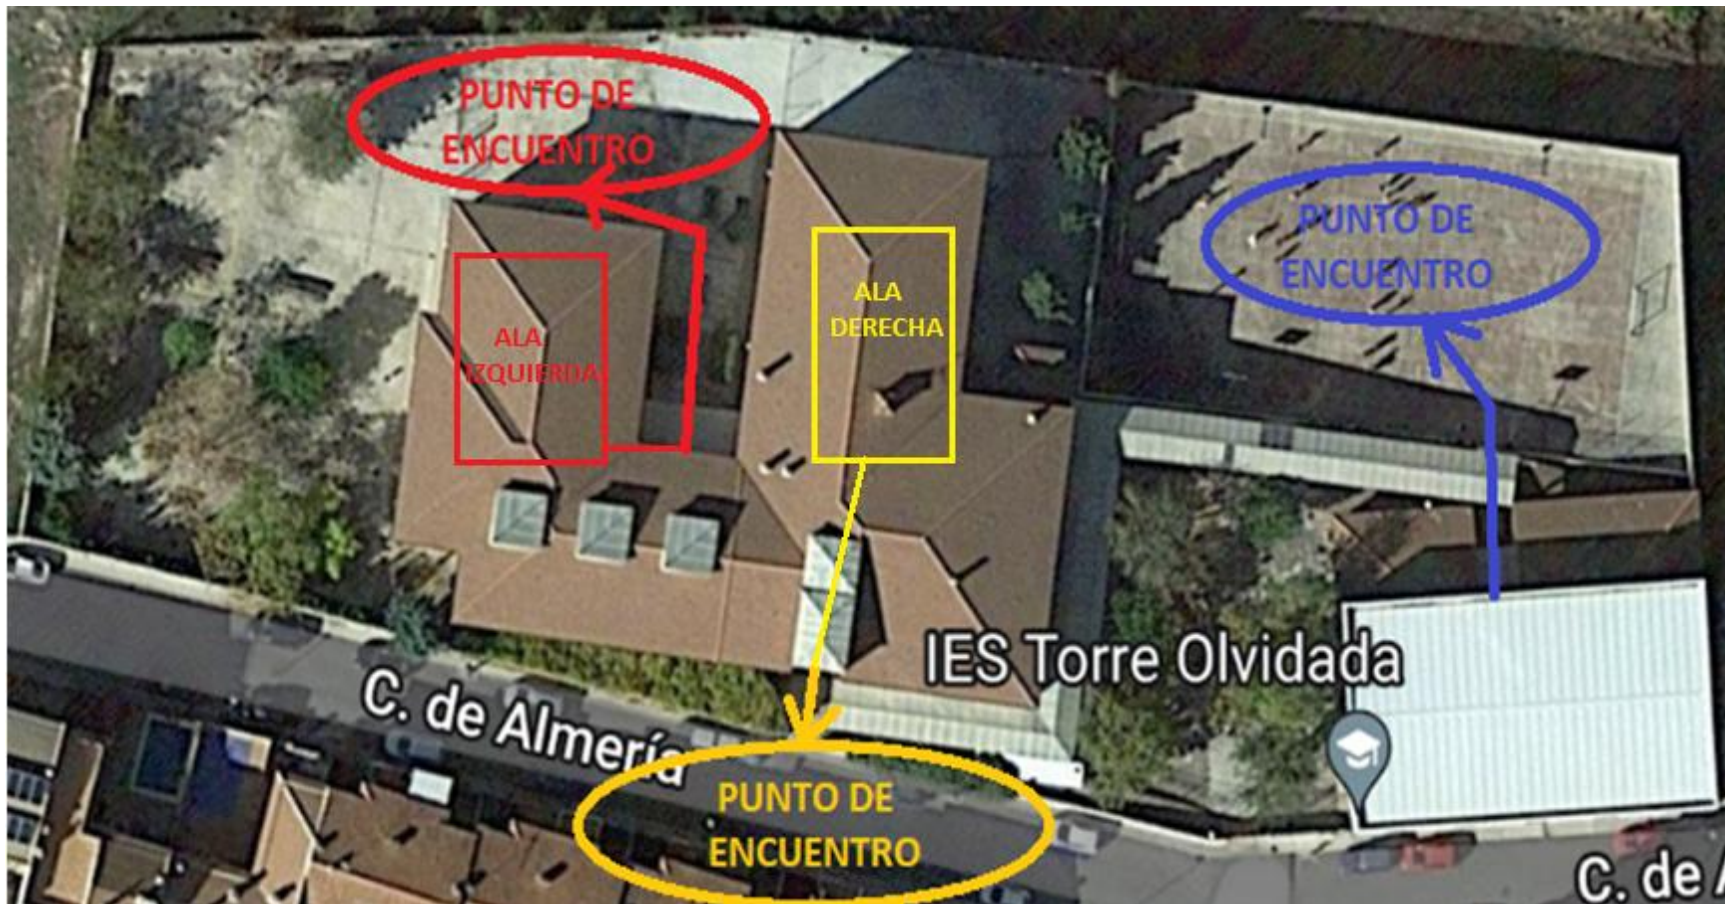 PUNTO DE
ENCUENTRO
PUNTO DE
ENCUENTRO
ALA
DERECHA
ALA
IZQUIERDA
IES Torre Olvidada
C. de Almería
PUNTO DE
ENCUENTRO
C. de A